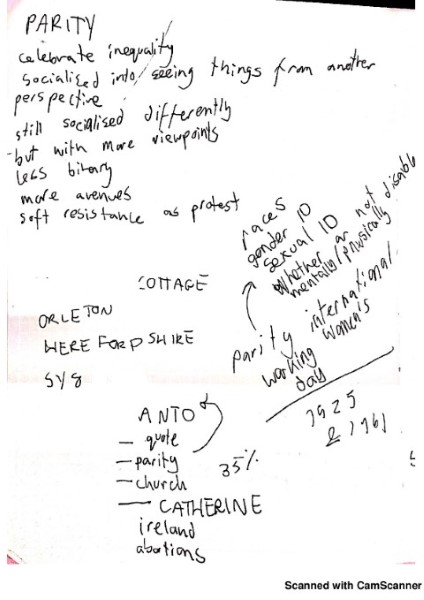 PARITY
celebrate inequality
socialised into seeing things from another
perspective
still socialised differently
-but with more viewpoints
less binary
more avenues
soft resistance as protest
races
gender ID
sexual ID
whether or not disable
mentally/physically
COTTAGE
ORLETON
HEREFORDSHIRE
SY8
parity international
working women's
day
1925
& 1961
ANTO
— quote
— parity
— church
35%
— CATHERINE
ireland
abortions
Scanned with CamScanner